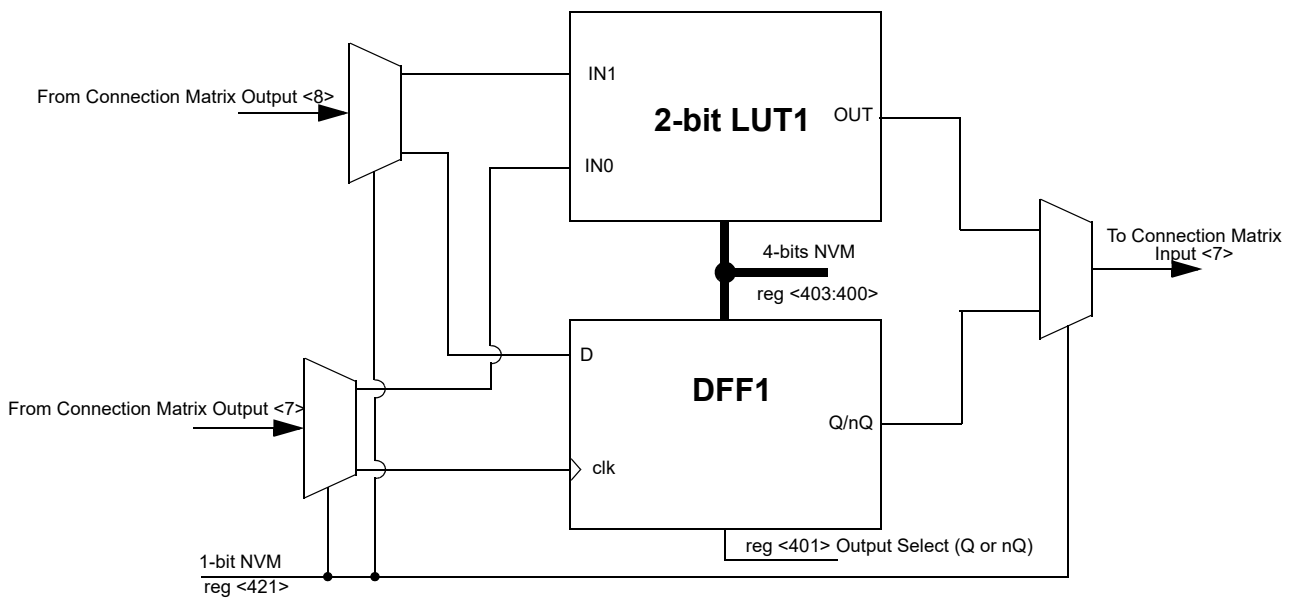 From Connection Matrix Output <8>
IN1
2-bit LUT1
OUT
IN0
To Connection Matrix
Input <7>
4-bits NVM
reg <403:400>
D
DFF1
From Connection Matrix Output <7>
Q/nQ
clk
reg <401> Output Select (Q or nQ)
1-bit NVM
reg <421>